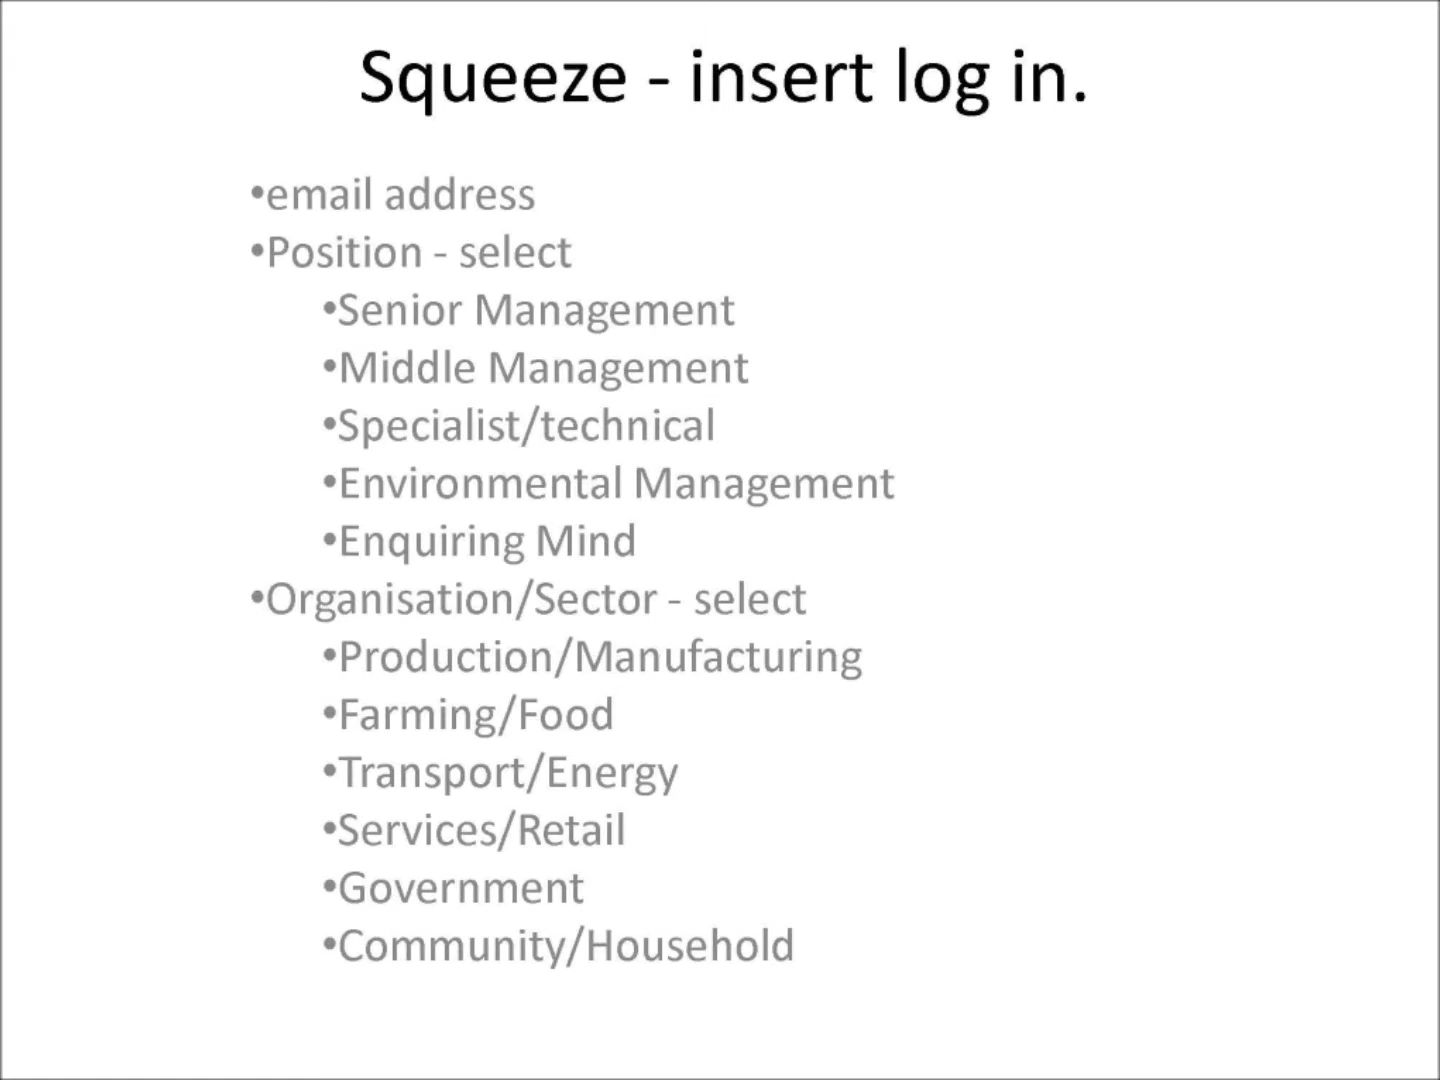 Squeeze - insert log in.
•email address
•Position - select
•Senior Management
•Middle Management
•Specialist/technical
•Environmental Management
•Enquiring Mind
•Organisation/Sector - select
•Production/Manufacturing
•Farming/Food
•Transport/Energy
•Services/Retail
•Government
•Community/Household